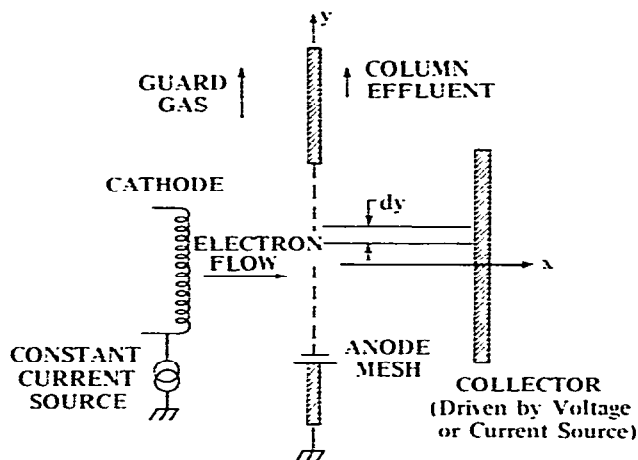 y
GUARD
GAS
COLUMN
EFFLUENT
CATHODE
dy
ELECTRON
FLOW
x
CONSTANT
CURRENT
SOURCE
ANODE
MESH
COLLECTOR
(Driven by Voltage
or Current Source)